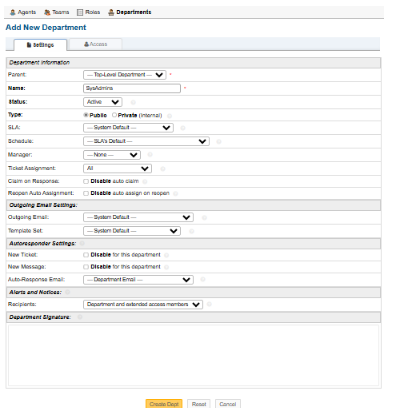 Agents Teams Roles Departments
Add New Department
Settings Access
Department Information
Parent: — Top-Level Department — *
Name: SysAdmins *
Status: Active
Type: Public Private (Internal)
SLA: — System Default —
Schedule: — SLA's Default —
Manager: — None —
Ticket Assignment: All
Claim on Response: Disable auto claim
Reopen Auto Assignment: Disable auto assign on reopen
Outgoing Email Settings:
Outgoing Email: — System Default —
Template Set: — System Default —
Autoresponder Settings:
New Ticket: Disable for this department
New Message: Disable for this department
Auto-Response Email: — Department Email —
Alerts and Notices:
Recipients: Department and extended access members
Department Signature:
Create Dept Reset Cancel